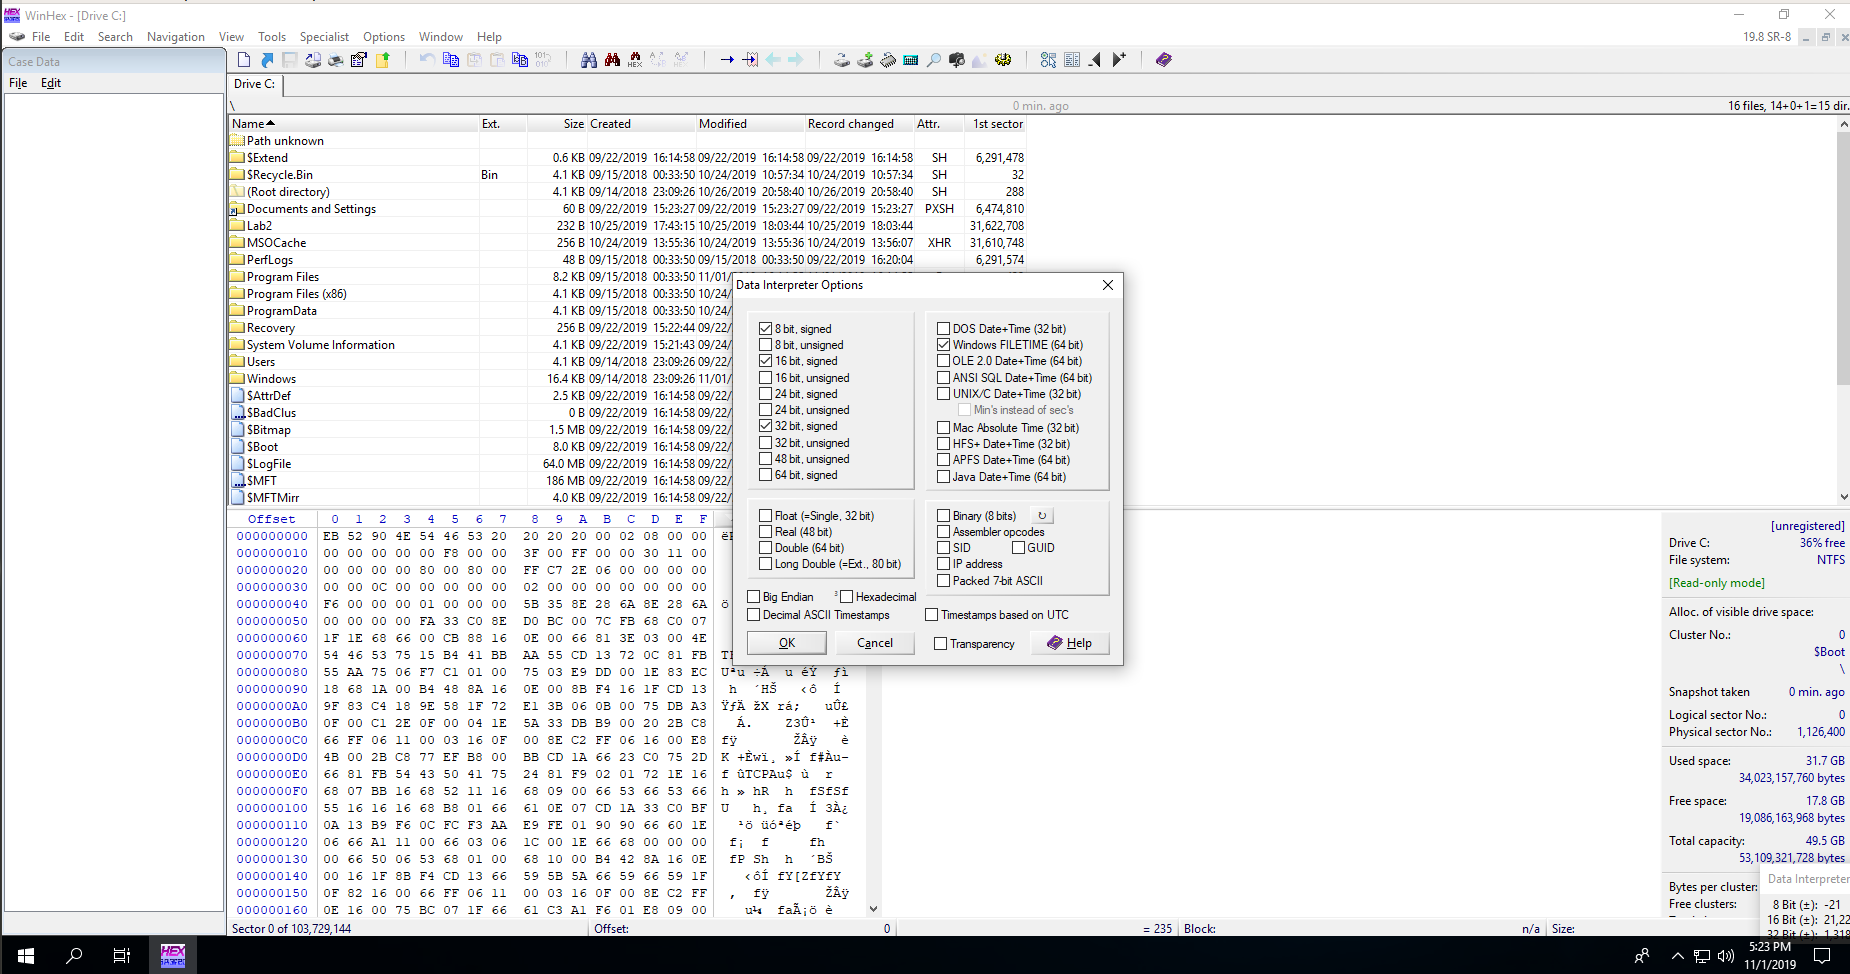 WinHex - [Drive C:]
File Edit Search Navigation View Tools Specialist Options Window Help
19.8 SR-8
Case Data
File Edit
Drive C:
\
0 min. ago
16 files, 14+0+1=15 dir.
Name Ext. Size Created Modified Record changed Attr. 1st sector
Path unknown
$Extend 0.6 KB 09/22/2019 16:14:58 09/22/2019 16:14:58 09/22/2019 16:14:58 SH 6,291,478
$Recycle.Bin Bin 4.1 KB 09/15/2018 00:33:50 10/24/2019 10:57:34 10/24/2019 10:57:34 SH 32
(Root directory) 4.1 KB 09/14/2018 23:09:26 10/26/2019 20:58:40 10/26/2019 20:58:40 SH 288
Documents and Settings 60 B 09/22/2019 15:23:27 09/22/2019 15:23:27 09/22/2019 15:23:27 PXSH 6,474,810
Lab2 232 B 10/25/2019 17:43:15 10/25/2019 18:03:44 10/25/2019 18:03:44 31,622,708
MSOCache 256 B 10/24/2019 13:55:36 10/24/2019 13:55:36 10/24/2019 13:56:07 XHR 31,610,748
PerfLogs 48 B 09/15/2018 00:33:50 09/15/2018 00:33:50 09/22/2019 16:20:04 6,291,574
Program Files 8.2 KB 09/15/2018 00:33:50 11/01/
Program Files (x86) 4.1 KB 09/15/2018 00:33:50 10/24/
ProgramData 4.1 KB 09/15/2018 00:33:50 10/24/
Recovery 256 B 09/22/2019 15:22:44 09/22/
System Volume Information 4.1 KB 09/22/2019 15:21:43 09/24/
Users 4.1 KB 09/14/2018 23:09:26 09/22/
Windows 16.4 KB 09/14/2018 23:09:26 11/01/
$AttrDef 2.5 KB 09/22/2019 16:14:58 09/22/
$BadClus 0 B 09/22/2019 16:14:58 09/22/
$Bitmap 1.5 MB 09/22/2019 16:14:58 09/22/
$Boot 8.0 KB 09/22/2019 16:14:58 09/22/
$LogFile 64.0 MB 09/22/2019 16:14:58 09/22/
$MFT 186 MB 09/22/2019 16:14:58 09/22/
$MFTMirr 4.0 KB 09/22/2019 16:14:58 09/22/
Data Interpreter Options
8 bit, signed
8 bit, unsigned
16 bit, signed
16 bit, unsigned
24 bit, signed
24 bit, unsigned
32 bit, signed
32 bit, unsigned
48 bit, unsigned
64 bit, signed
DOS Date+Time (32 bit)
Windows FILETIME (64 bit)
OLE 2.0 Date+Time (64 bit)
ANSI SQL Date+Time (64 bit)
UNIX/C Date+Time (32 bit)
Min's instead of sec's
Mac Absolute Time (32 bit)
HFS+ Date+Time (32 bit)
APFS Date+Time (64 bit)
Java Date+Time (64 bit)
Float (=Single, 32 bit)
Real (48 bit)
Double (64 bit)
Long Double (=Ext., 80 bit)
Binary (8 bits)
Assembler opcodes
SID GUID
IP address
Packed 7-bit ASCII
Big Endian ³ Hexadecimal
Decimal ASCII Timestamps Timestamps based on UTC
OK Cancel Transparency Help
Offset 0 1 2 3 4 5 6 7 8 9 A B C D E F
000000000 EB 52 90 4E 54 46 53 20 20 20 20 00 02 08 00 00
000000010 00 00 00 00 00 F8 00 00 3F 00 FF 00 00 30 11 00
000000020 00 00 00 00 80 00 80 00 FF C7 2E 06 00 00 00 00
000000030 00 00 0C 00 00 00 00 00 02 00 00 00 00 00 00 00
000000040 F6 00 00 00 01 00 00 00 5B 35 8E 28 6A 8E 28 6A ö
000000050 00 00 00 00 FA 33 C0 8E D0 BC 00 7C FB 68 C0 07
000000060 1F 1E 68 66 00 CB 88 16 0E 00 66 81 3E 03 00 4E
000000070 54 46 53 75 15 B4 41 BB AA 55 CD 13 72 0C 81 FB
000000080 55 AA 75 06 F7 C1 01 00 75 03 E9 DD 00 1E 83 EC Uªu ÷Á u éÝ ƒì
000000090 18 68 1A 00 B4 48 8A 16 0E 00 8B F4 16 1F CD 13 h ´HŠ ‹ô Í
0000000A0 9F 83 C4 18 9E 58 1F 72 E1 3B 06 0B 00 75 DB A3 ŸƒÄ žX rá; uÛ£
0000000B0 0F 00 C1 2E 0F 00 04 1E 5A 33 DB B9 00 20 2B C8 Á. Z3Û¹ +È
0000000C0 66 FF 06 11 00 03 16 0F 00 8E C2 FF 06 16 00 E8 fÿ ŽÂÿ è
0000000D0 4B 00 2B C8 77 EF B8 00 BB CD 1A 66 23 C0 75 2D K +Èwï¸ »Í f#Àu-
0000000E0 66 81 FB 54 43 50 41 75 24 81 F9 02 01 72 1E 16 f ûTCPAu$ ù r
0000000F0 68 07 BB 16 68 52 11 16 68 09 00 66 53 66 53 66 h » hR h fSfSf
000000100 55 16 16 16 68 B8 01 66 61 0E 07 CD 1A 33 C0 BF U h¸ fa Í 3À¿
000000110 0A 13 B9 F6 0C FC F3 AA E9 FE 01 90 90 66 60 1E ¹ö üóªéþ f`
000000120 06 66 A1 11 00 66 03 06 1C 00 1E 66 68 00 00 00 f¡ f fh
000000130 00 66 50 06 53 68 01 00 68 10 00 B4 42 8A 16 0E fP Sh h ´BŠ
000000140 00 16 1F 8B F4 CD 13 66 59 5B 5A 66 59 66 59 1F ‹ôÍ fY[ZfYfY
000000150 0F 82 16 00 66 FF 06 11 00 03 16 0F 00 8E C2 FF ‚ fÿ ŽÂÿ
000000160 0E 16 00 75 BC 07 1F 66 61 C3 A1 F6 01 E8 09 00 u¼ faÃ¡ö è
[unregistered]
Drive C: 36% free
File system: NTFS
[Read-only mode]
Alloc. of visible drive space:
Cluster No.: 0
$Boot
\
Snapshot taken 0 min. ago
Logical sector No.: 0
Physical sector No.: 1,126,400
Used space: 31.7 GB
34,023,157,760 bytes
Free space: 17.8 GB
19,086,163,968 bytes
Total capacity: 49.5 GB
53,109,321,728 bytes
Bytes per cluster:
Free clusters:
Data Interpreter
8 Bit (±): -21
16 Bit (±): 21,22
32 Bit (±): 1,318
Sector 0 of 103,729,144 Offset: 0 = 235 Block: n/a Size:
HEX
5:23 PM
11/1/2019